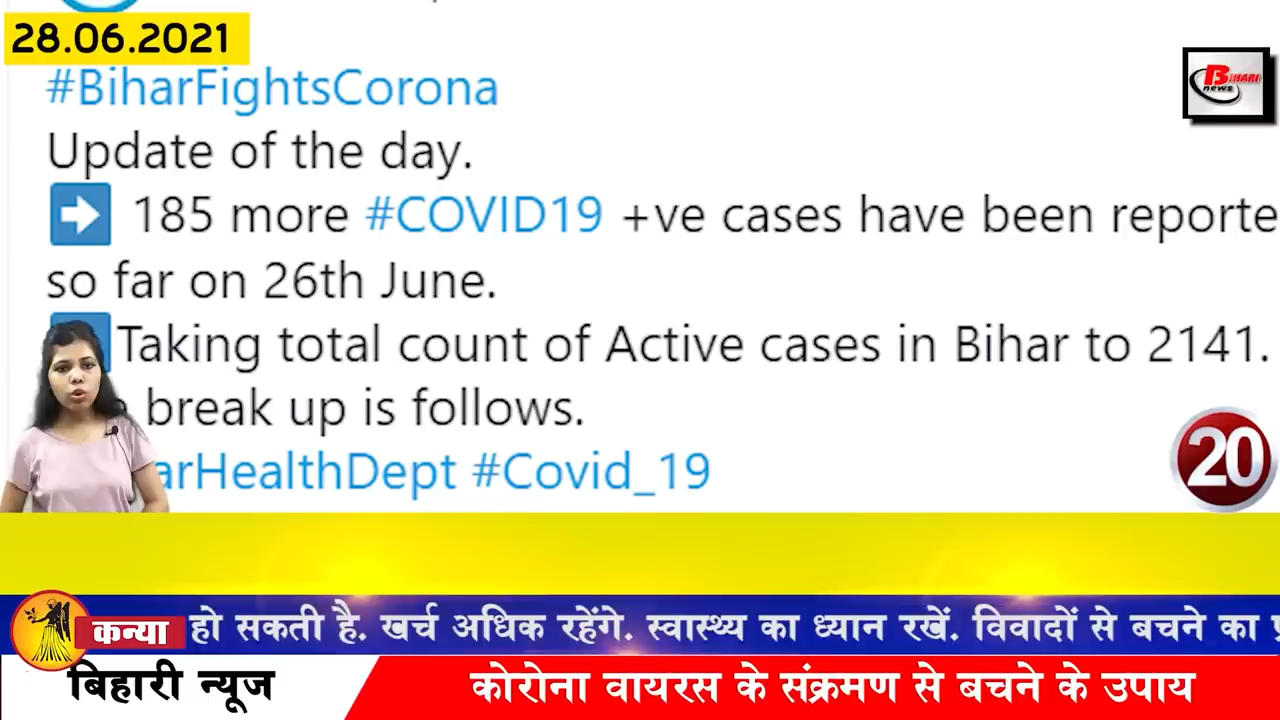 28.06.2021
BIHARI
news
#BiharFightsCorona
Update of the day.
185 more #COVID19 +ve cases have been reporte
so far on 26th June.
Taking total count of Active cases in Bihar to 2141.
break up is follows.
arHealthDept #Covid_19
20
कन्या
हो सकती है. खर्च अधिक रहेंगे. स्वास्थ्य का ध्यान रखें. विवादों से बचने का
बिहारी न्यूज
कोरोना वायरस के संक्रमण से बचने के उपाय